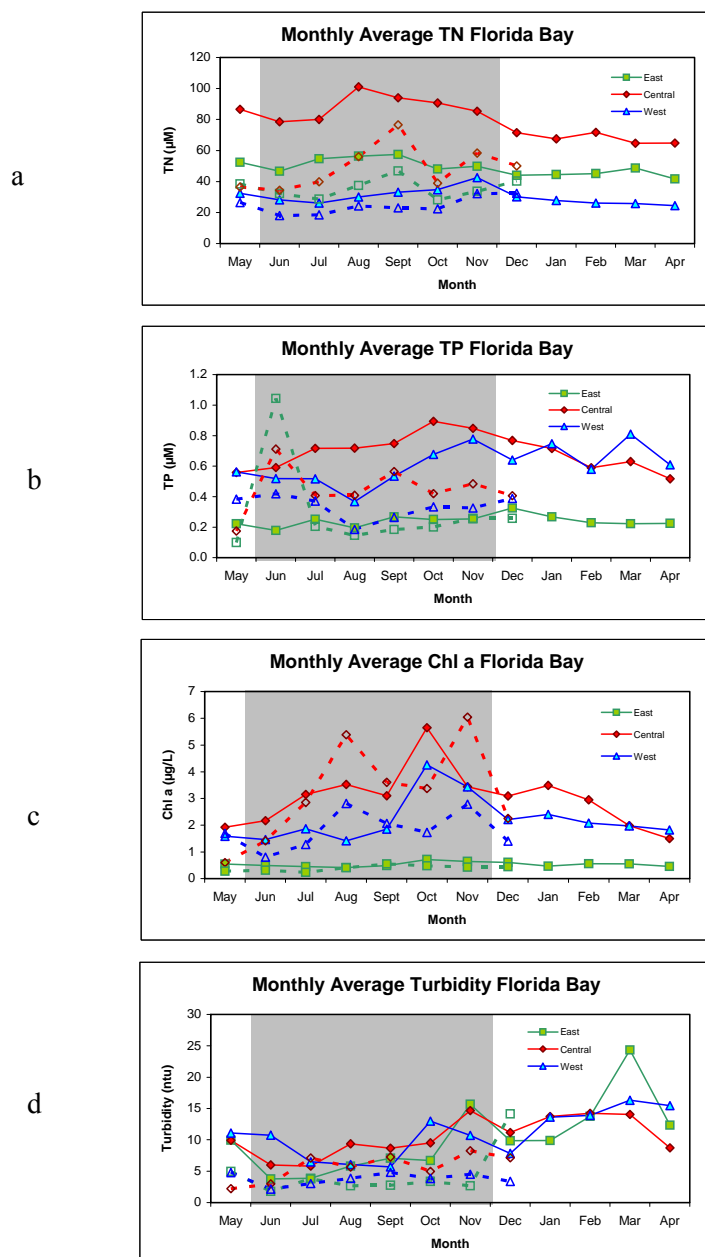 a
Monthly Average TN Florida Bay
120
100
80
60
40
20
0
TN (µM)
East
Central
West
May Jun Jul Aug Sept Oct Nov Dec Jan Feb Mar Apr
Month
b
Monthly Average TP Florida Bay
1.2
1.0
0.8
0.6
0.4
0.2
0.0
TP (µM)
East
Central
West
May Jun Jul Aug Sept Oct Nov Dec Jan Feb Mar Apr
Month
c
Monthly Average Chl a Florida Bay
7
6
5
4
3
2
1
0
Chl a (µg/L)
East
Central
West
May Jun Jul Aug Sept Oct Nov Dec Jan Feb Mar Apr
Month
d
Monthly Average Turbidity Florida Bay
30
25
20
15
10
5
0
Turbidity (ntu)
East
Central
West
May Jun Jul Aug Sept Oct Nov Dec Jan Feb Mar Apr
Month